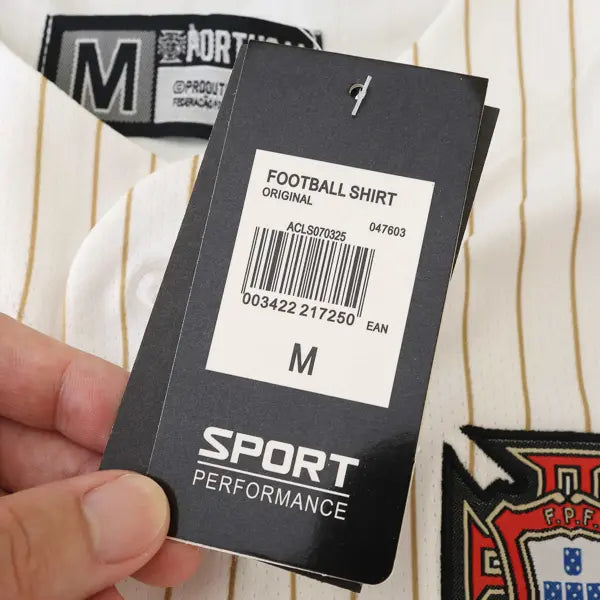 M
PORTUGAL
FOOTBALL SHIRT
ORIGINAL
ACLS070325 047603
003422 217250 EAN
M
SPORT
PERFORMANCE
F.P.F.